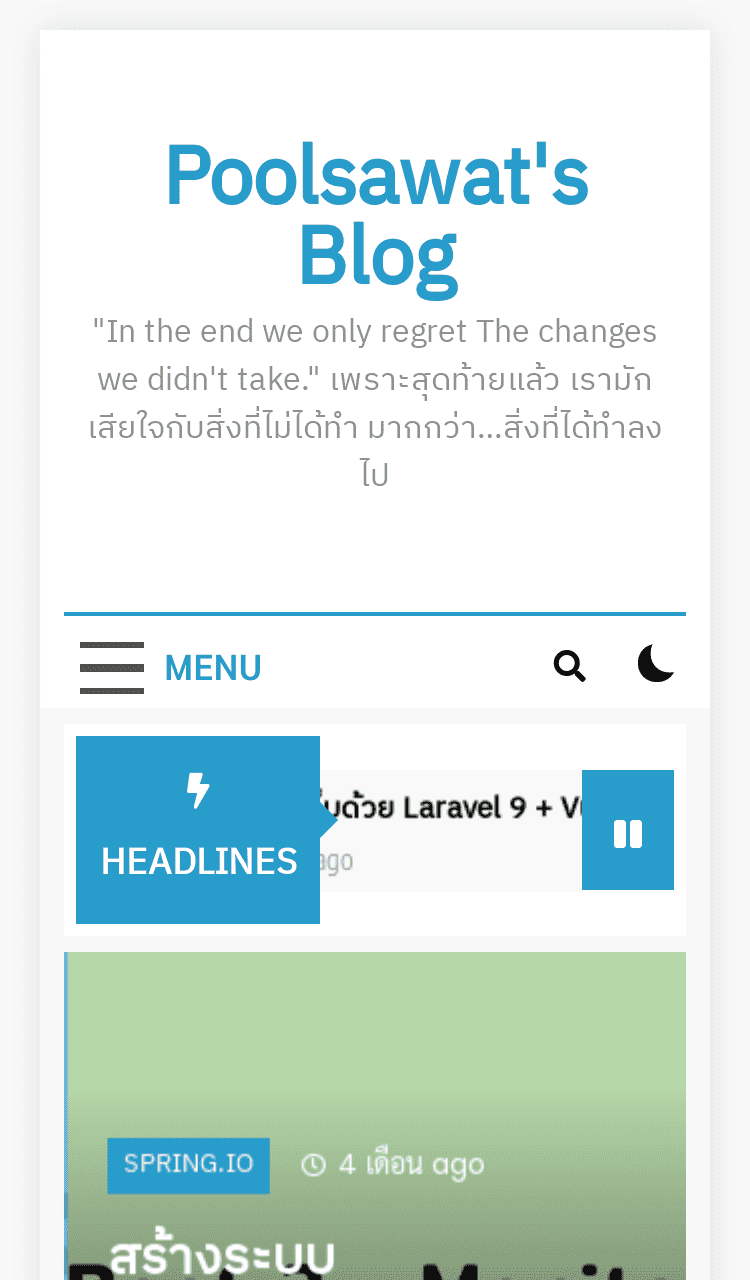 Poolsawat's
Blog
"In the end we only regret The changes
we didn't take." เพราะสุดท้ายแล้ว เรามัก
เสียใจกับสิ่งที่ไม่ได้ทำ มากกว่า...สิ่งที่ได้ทำลง
ไป
MENU
HEADLINES
ด้วย Laravel 9 +
ago
SPRING.IO
4 เดือน ago
สร้างระบบ